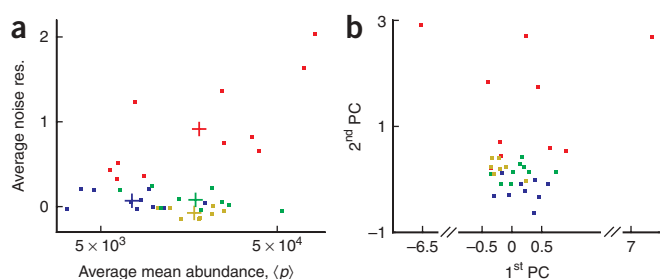 a
Average noise res.
2
1
0
5 × 10³
5 × 10⁴
Average mean abundance, ⟨p⟩
b
2ⁿᵈ PC
3
1
−1
−6.5
−0.5
0
0.5
7
1ˢᵗ PC